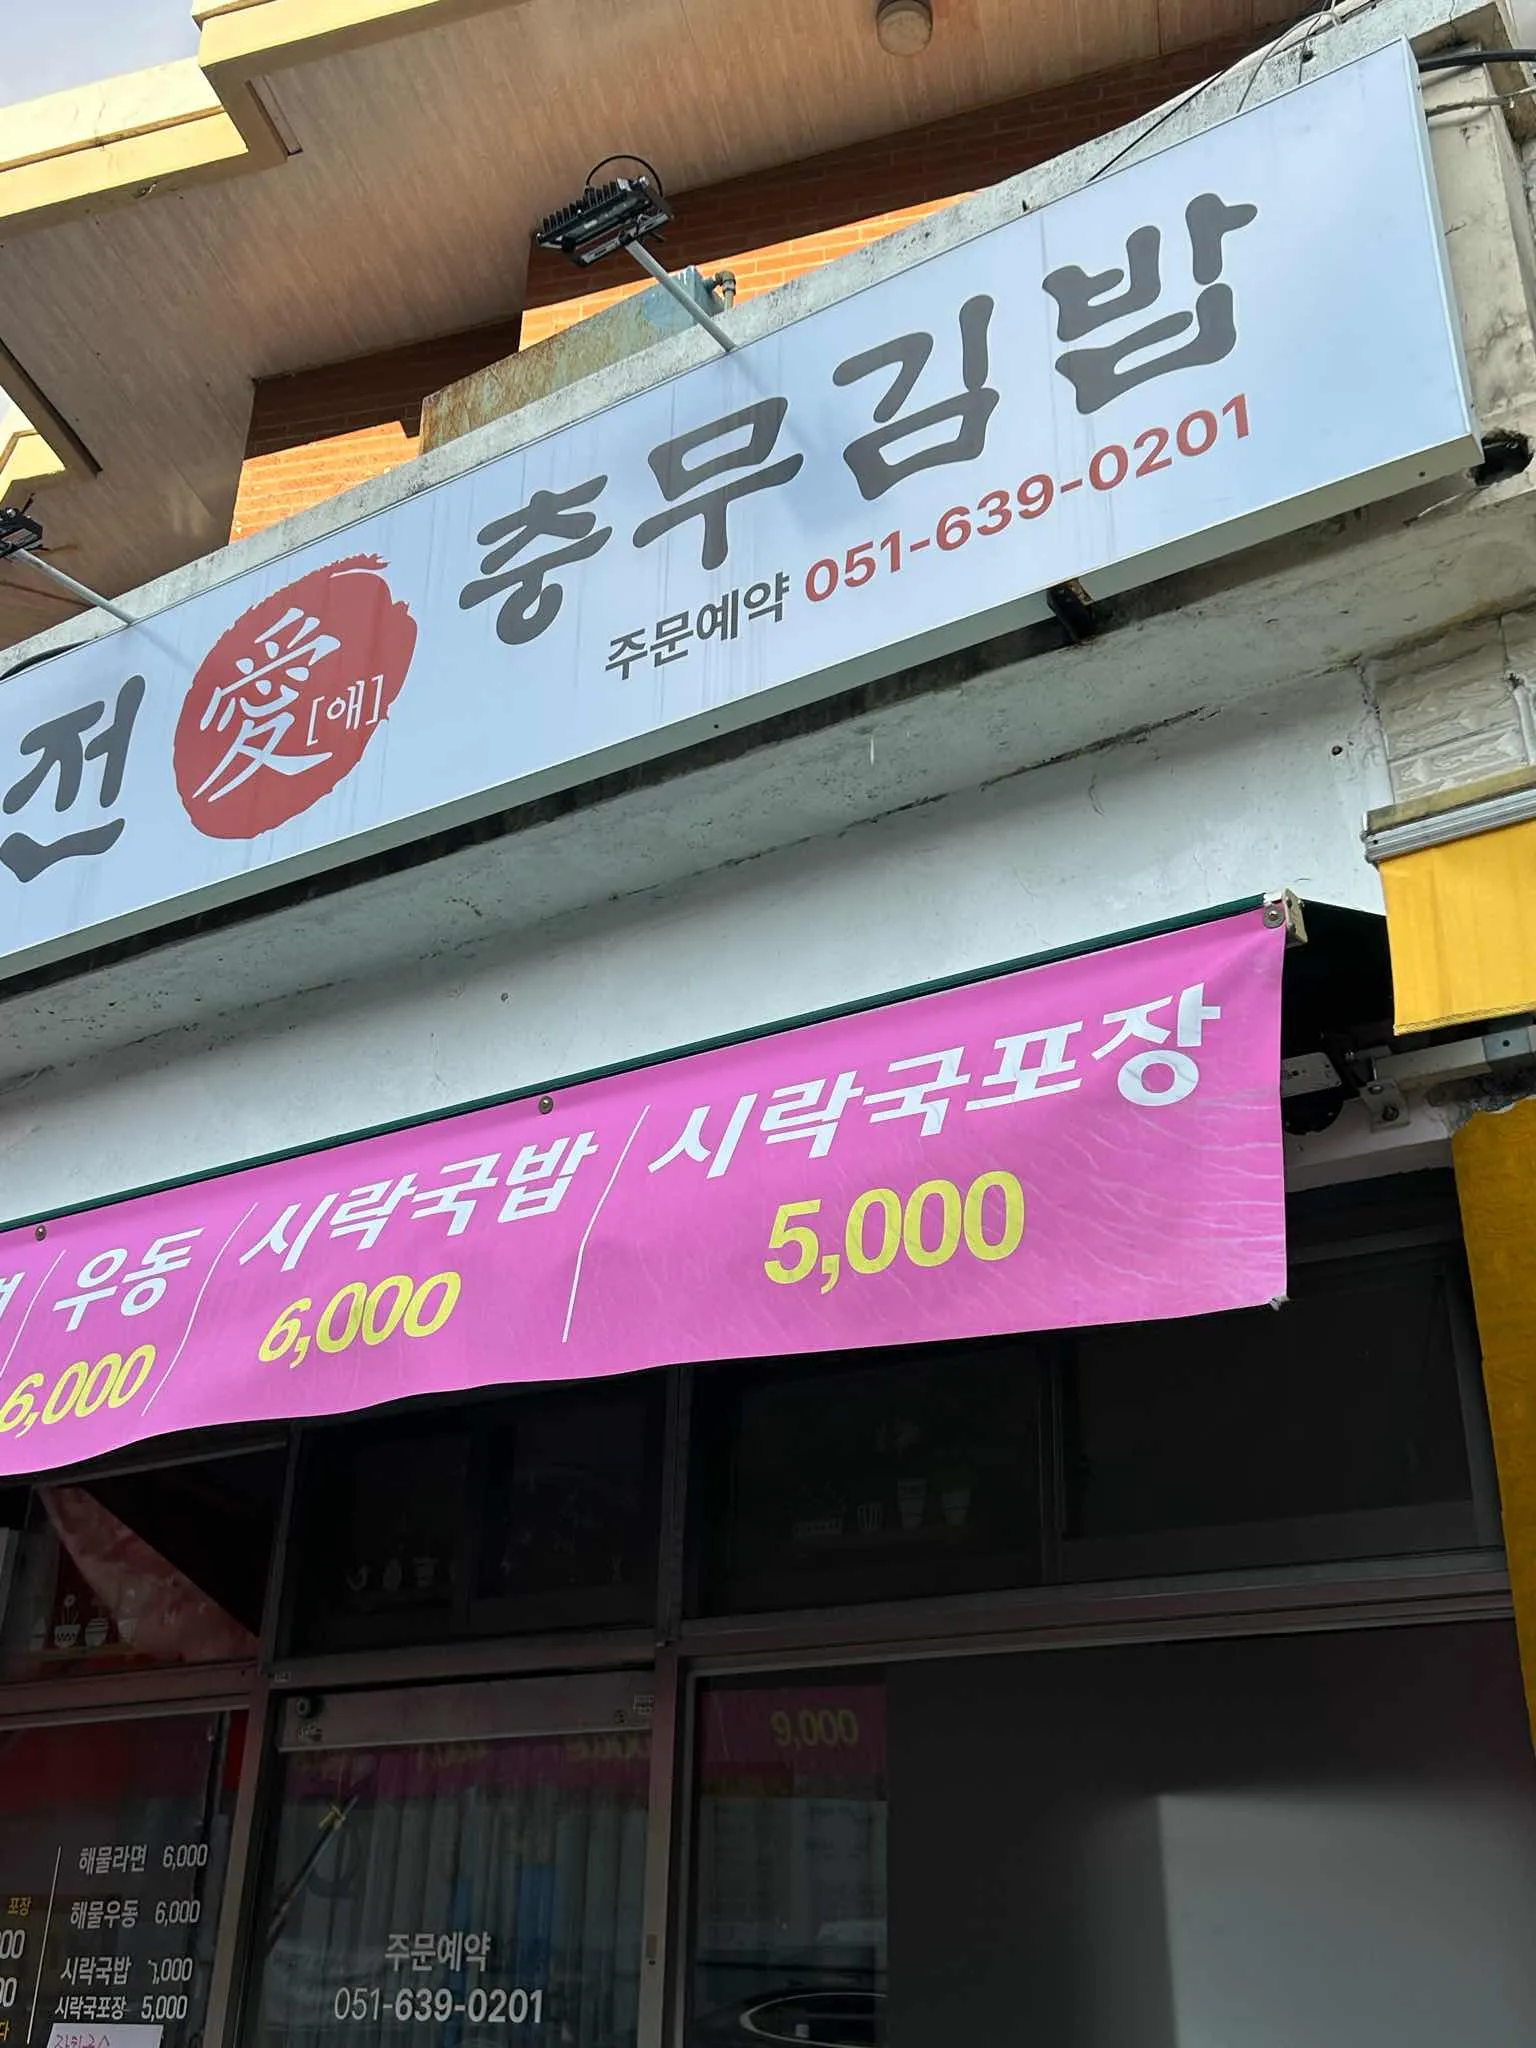 전 愛 [애] 충무김밥
주문예약 051-639-0201
우동 / 시락국밥 / 시락국포장
6,000 6,000 5,000
9,000
해물라면 6,000
포장
해물우동 6,000
시락국밥 ,000
시락국포장 5,000
다
주문예약
051-639-0201